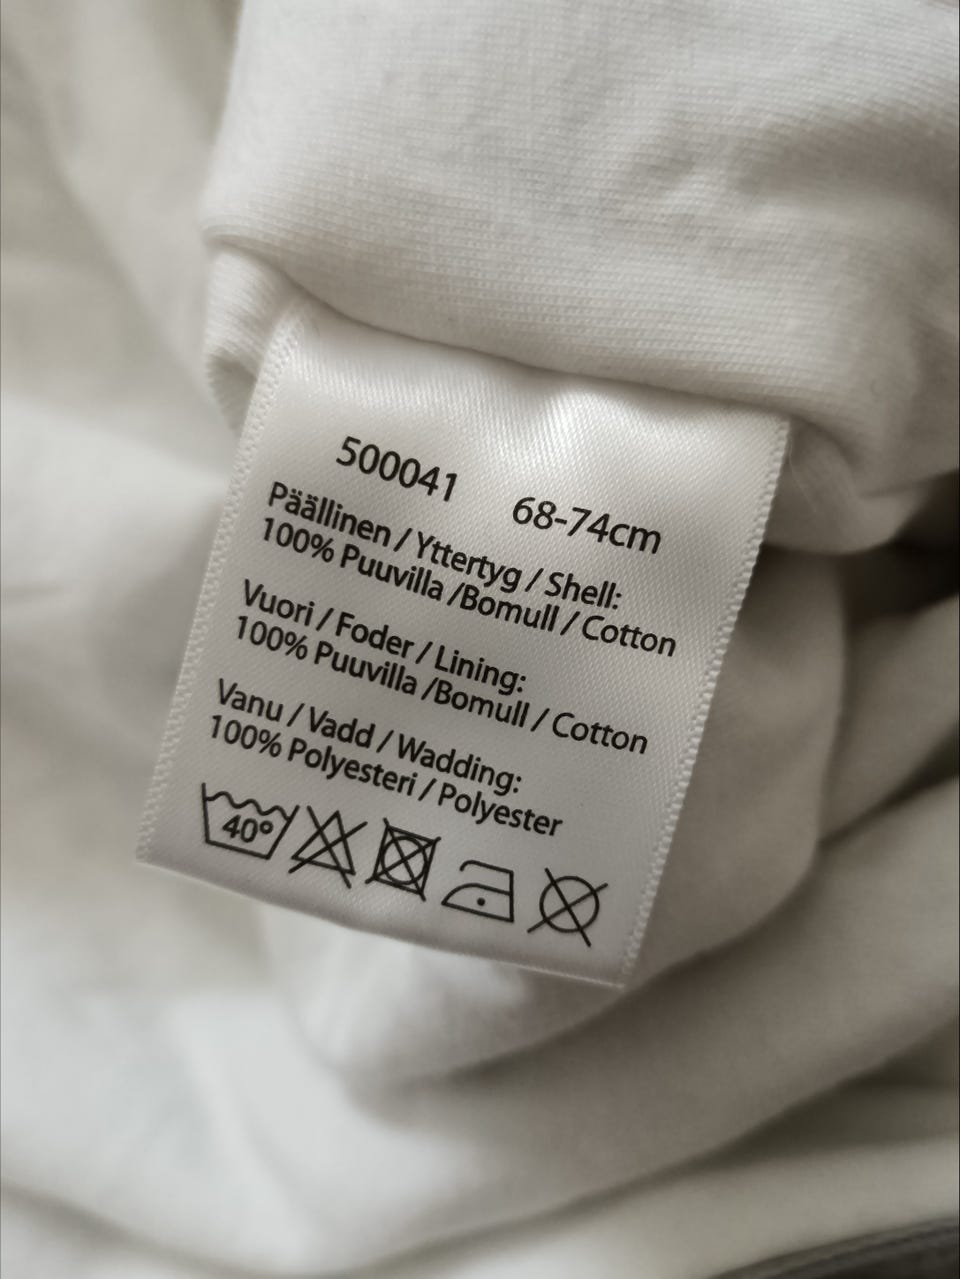 500041 68-74cm
Päällinen / Yttertyg / Shell:
100% Puuvilla /Bomull / Cotton
Vuori / Foder / Lining:
100% Puuvilla /Bomull / Cotton
Vanu / Vadd / Wadding:
100% Polyesteri / Polyester
40°